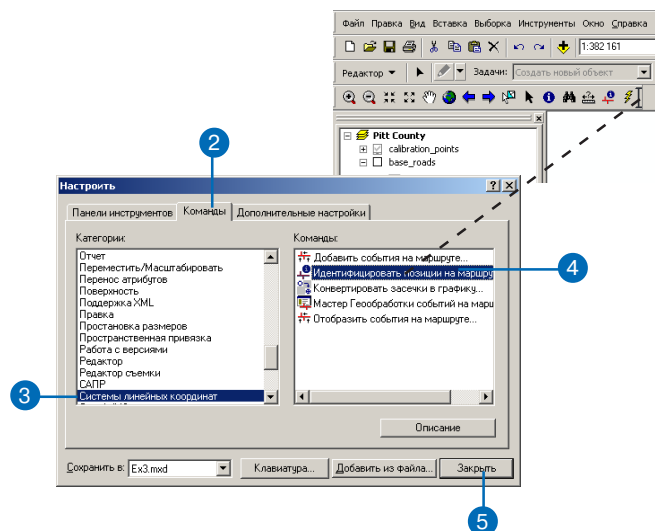 Файл Правка Вид Вставка Выборка Инструменты Окно Справка
1:382 161
Редактор Задачи: Создать новый объект
Pitt County
calibration_points
base_roads
2
Настроить
Панели инструментов Команды Дополнительные настройки
Категории: Команды:
Отчет
Переместить/Масштабировать
Перенос атрибутов
Поверхность
Поддержка XML
Правка
Простановка размеров
Пространственная привязка
Работа с версиями
Редактор
Редактор съемки
САПР
Системы линейных координат
Добавить события на маршруте...
Идентифицировать позиции на маршру
Конвертировать засечки в графику...
Мастер Геообработки событий на марш
Отобразить события на маршруте...
4
3
Описание
Сохранить в: Ex3.mxd Клавиатура... Добавить из файла... Закрыть
5